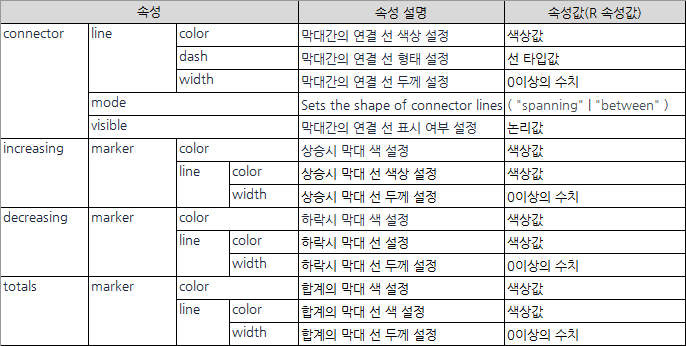 속성 속성 설명 속성값(R 속성값)
connector line color 막대간의 연결 선 색상 설정 색상값
dash 막대간의 연결 선 형태 설정 선 타입값
width 막대간의 연결 선 두께 설정 0이상의 수치
mode Sets the shape of connector lines ( "spanning" | "between" )
visible 막대간의 연결 선 표시 여부 설정 논리값
increasing marker color 상승시 막대 색 설정 색상값
line color 상승시 막대 선 색상 설정 색상값
width 상승시 막대 선 두께 설정 0이상의 수치
decreasing marker color 하락시 막대 색 설정 색상값
line color 하락시 막대 선 설정 색상값
width 하락시 막대 선 두께 설정 0이상의 수치
totals marker color 합계의 막대 색 설정 색상값
line color 합계의 막대 선 색 설정 색상값
width 합계의 막대 선 두께 설정 0이상의 수치